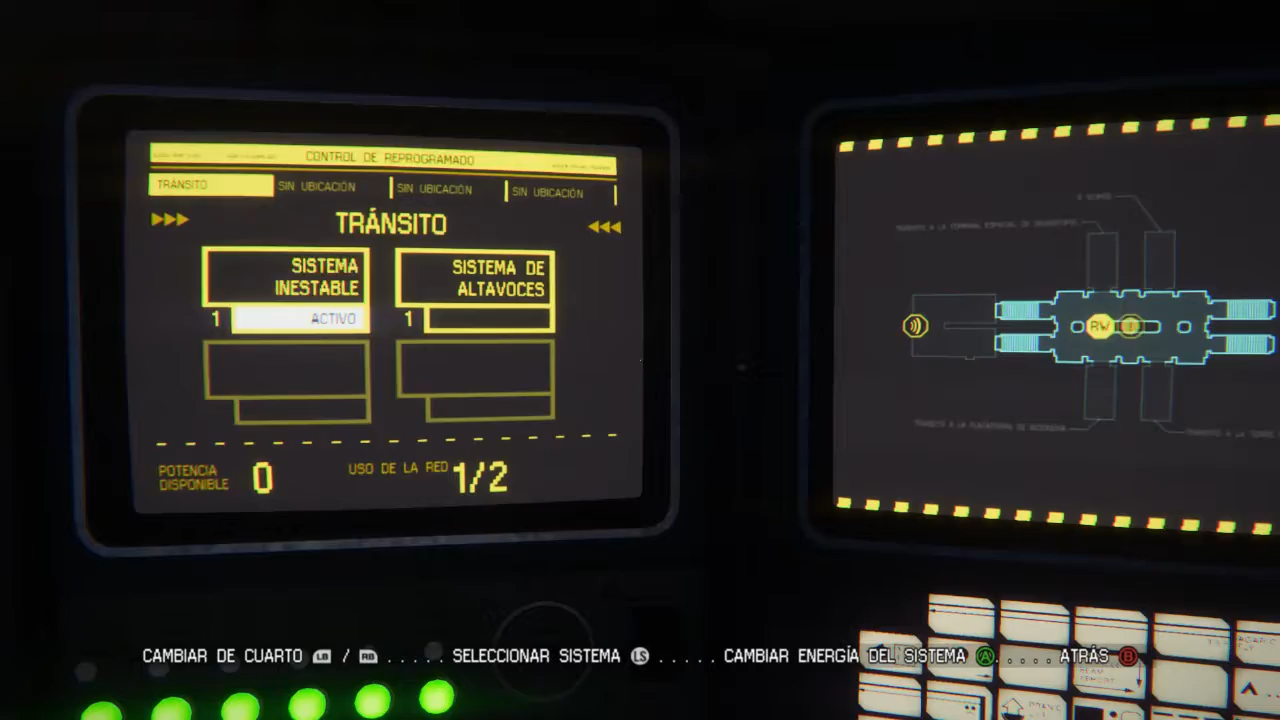 CONTROL DE REPROGRAMADO
TRÁNSITO
SIN UBICACIÓN
SIN UBICACIÓN
SIN UBICACIÓN
TRÁNSITO
SISTEMA
INESTABLE
1
ACTIVO
SISTEMA DE
ALTAVOCES
1
POTENCIA
DISPONIBLE
0
USO DE LA RED
1/2
RW
CAMBIAR DE CUARTO LB / RB ..... SELECCIONAR SISTEMA LS ..... CAMBIAR ENERGÍA DEL SISTEMA A ..... ATRÁS B